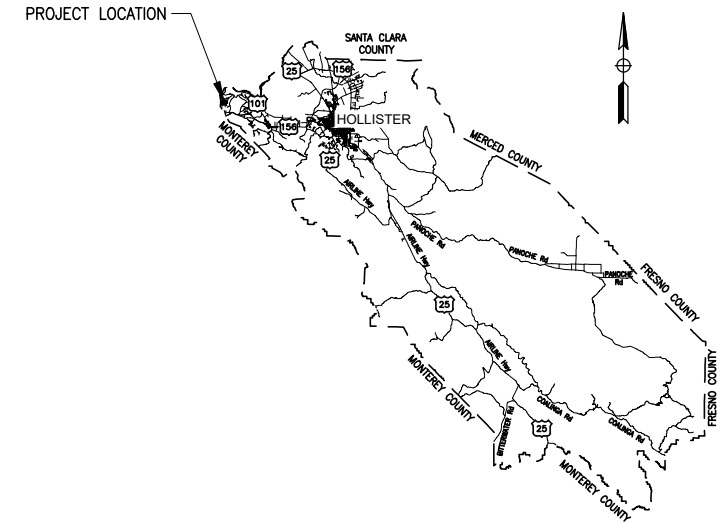 PROJECT LOCATION
SANTA CLARA
COUNTY
25
156
101
156
HOLLISTER
MONTEREY
COUNTY
25
MERCED COUNTY
AIRLINE Hwy
PANOCHE Rd
AIRLINE Hwy
PANOCHE Rd
PANOCHE
Rd
FRESNO COUNTY
25
AIRLINE Hwy
MONTEREY COUNTY
FRESNO COUNTY
COALINGA Rd
BITTERWATER Rd
25
COALINGA Rd
MONTEREY COUNTY